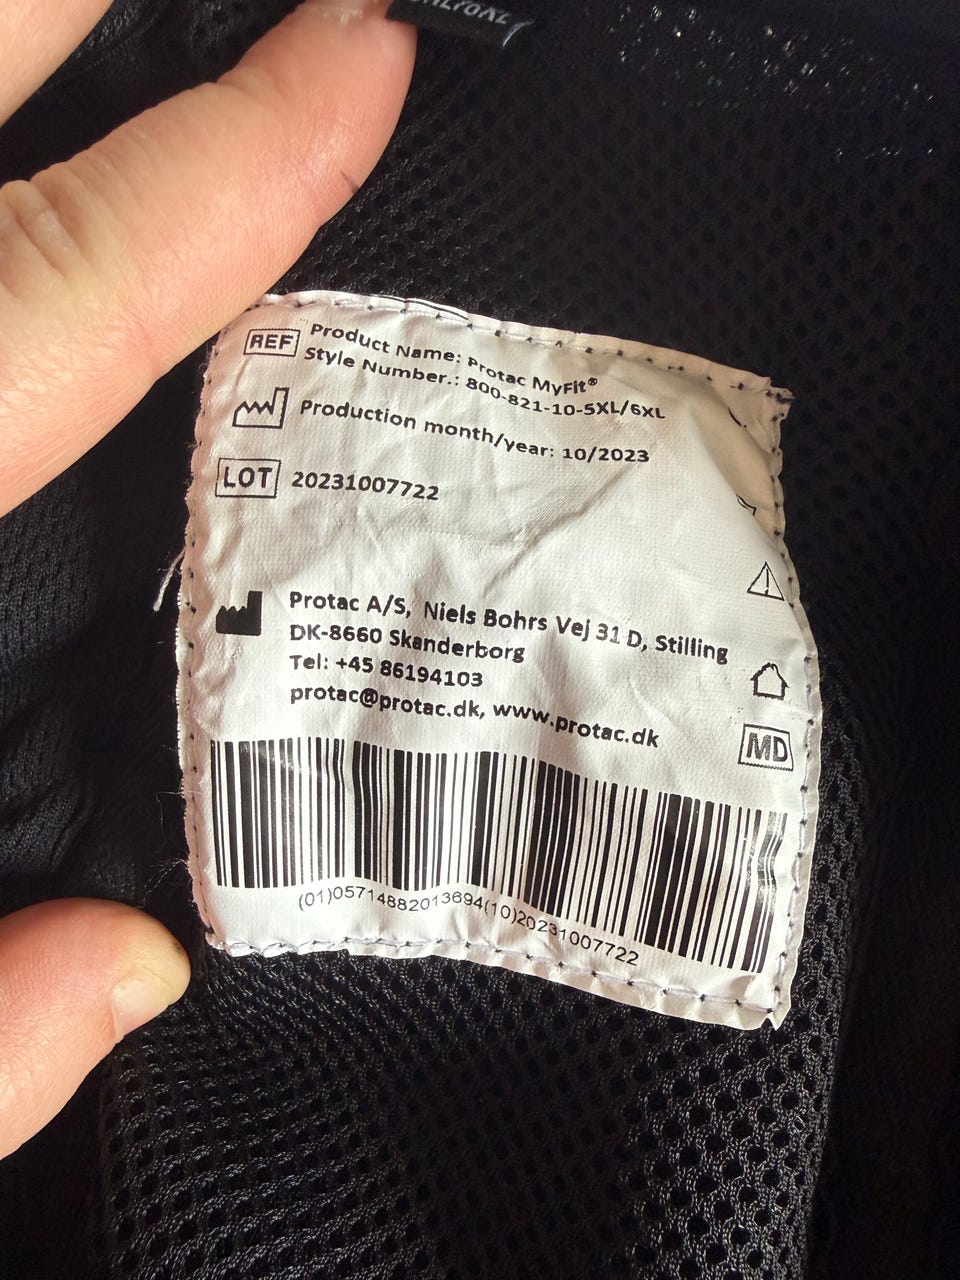 REF Product Name: Protac MyFit®
Style Number.: 800-821-10-5XL/6XL
Production month/year: 10/2023
LOT 20231007722
Protac A/S, Niels Bohrs Vej 31 D, Stilling
DK-8660 Skanderborg
Tel: +45 86194103
protac@protac.dk, www.protac.dk
MD
(01)05714882013694(10)20231007722